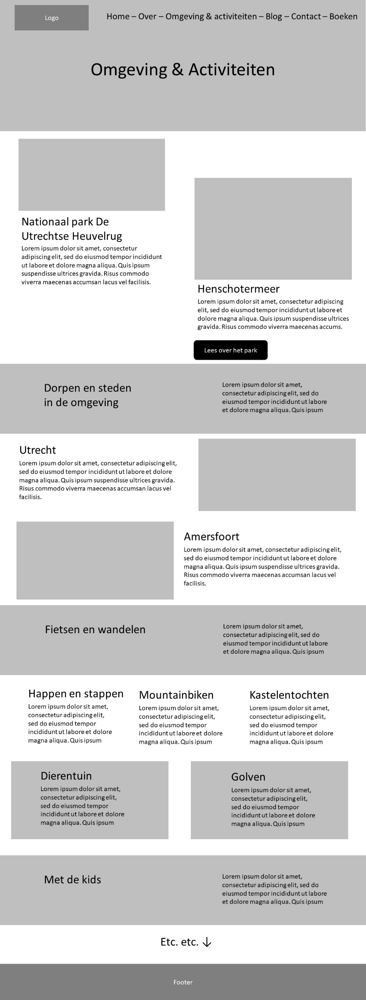 Logo
Home – Over – Omgeving & activiteiten – Blog – Contact – Boeken
Omgeving & Activiteiten
Nationaal park De
Utrechtse Heuvelrug
Lorem ipsum dolor sit amet, consectetur
adipiscing elit, sed do eiusmod tempor incididunt
ut labore et dolore magna aliqua. Quis ipsum
suspendisse ultrices gravida. Risus commodo
viverra maecenas accumsan lacus vel facilisis.
Henschotermeer
Lorem ipsum dolor sit amet, consectetur adipiscing
elit, sed do eiusmod tempor incididunt ut labore et
dolore magna aliqua. Quis ipsum suspendisse ultrices
gravida. Risus commodo viverra maecenas accums.
Lees over het park
Dorpen en steden
in de omgeving
Lorem ipsum dolor sit amet,
consectetur adipiscing elit, sed do
eiusmod tempor incididunt ut labore
et dolore magna aliqua. Quis ipsum
Utrecht
Lorem ipsum dolor sit amet, consectetur adipiscing elit,
sed do eiusmod tempor incididunt ut labore et dolore
magna aliqua. Quis ipsum suspendisse ultrices gravida.
Risus commodo viverra maecenas accumsan lacus vel
facilisis.
Amersfoort
Lorem ipsum dolor sit amet, consectetur adipiscing elit,
sed do eiusmod tempor incididunt ut labore et dolore
magna aliqua. Quis ipsum suspendisse ultrices gravida.
Risus commodo viverra maecenas accumsan lacus vel
facilisis.
Fietsen en wandelen
Lorem ipsum dolor sit amet,
consectetur adipiscing elit, sed do
eiusmod tempor incididunt ut labore
et dolore magna aliqua. Quis ipsum
Happen en stappen
Lorem ipsum dolor sit amet,
consectetur adipiscing elit,
sed do eiusmod tempor
incididunt ut labore et dolore
magna aliqua. Quis ipsum
Mountainbiken
Lorem ipsum dolor sit amet,
consectetur adipiscing elit,
sed do eiusmod tempor
incididunt ut labore et dolore
magna aliqua. Quis ipsum
Kastelentochten
Lorem ipsum dolor sit amet,
consectetur adipiscing elit,
sed do eiusmod tempor
incididunt ut labore et dolore
magna aliqua. Quis ipsum
Dierentuin
Lorem ipsum dolor sit amet,
consectetur adipiscing elit,
sed do eiusmod tempor
incididunt ut labore et dolore
magna aliqua. Quis ipsum
Golven
Lorem ipsum dolor sit amet,
consectetur adipiscing elit,
sed do eiusmod tempor
incididunt ut labore et dolore
magna aliqua. Quis ipsum
Met de kids
Lorem ipsum dolor sit amet,
consectetur adipiscing elit, sed do
eiusmod tempor incididunt ut labore
et dolore magna aliqua. Quis ipsum
Etc. etc. ↓
Footer